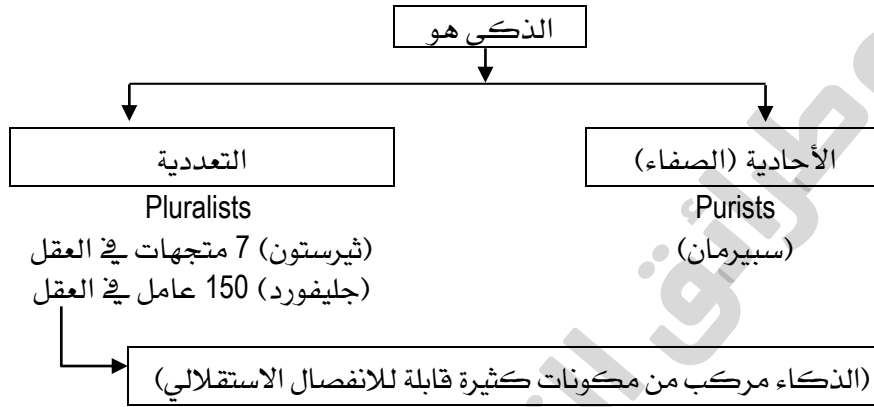 الذكي هو
الأحادية (الصفاء)
Purists
(سبيرمان)
التعددية
Pluralists
(ثيرستون) 7 متجهات في العقل
(جليفورد) 150 عامل في العقل
(الذكاء مركب من مكونات كثيرة قابلة للانفصال الاستقلالي)